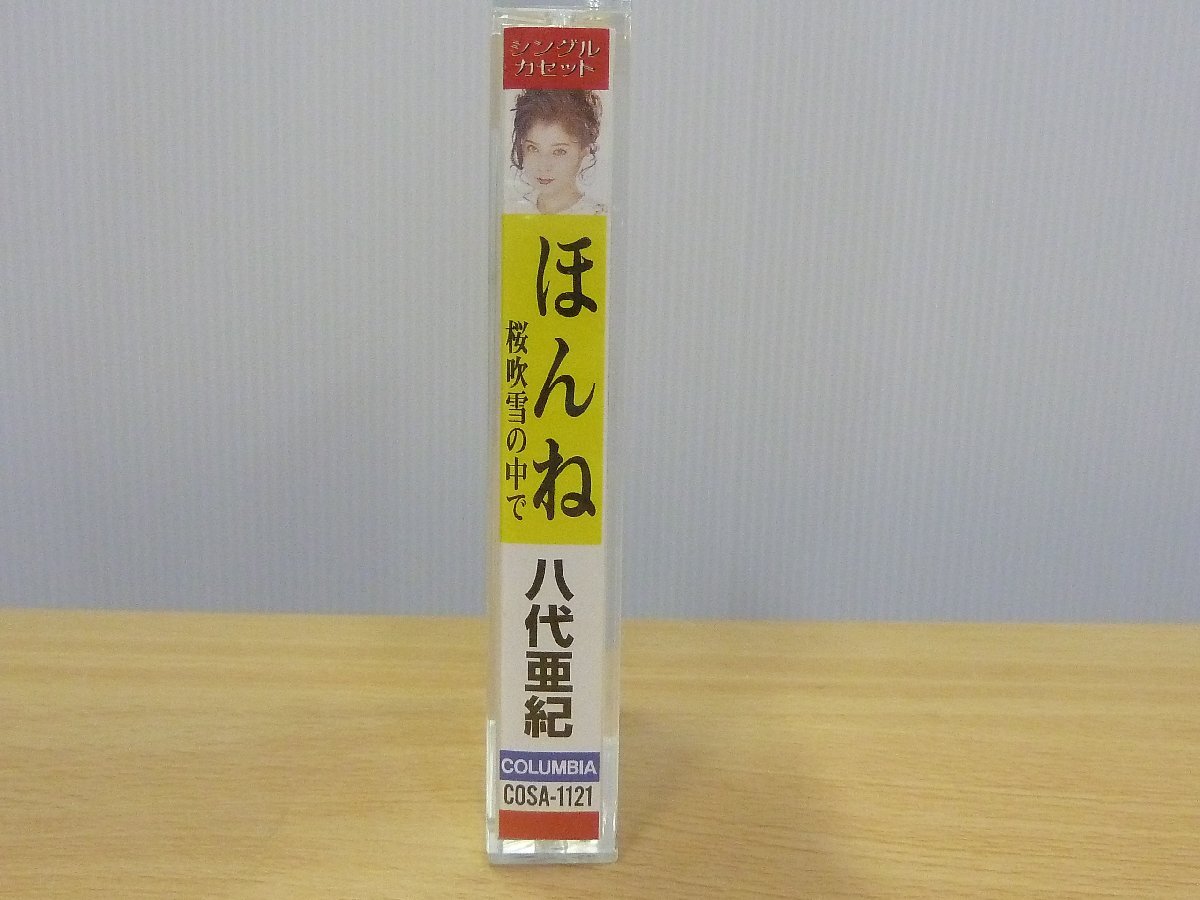 シングル
カセット
ほんね
桜吹雪の中で
八代亜紀
COLUMBIA
COSA-1121